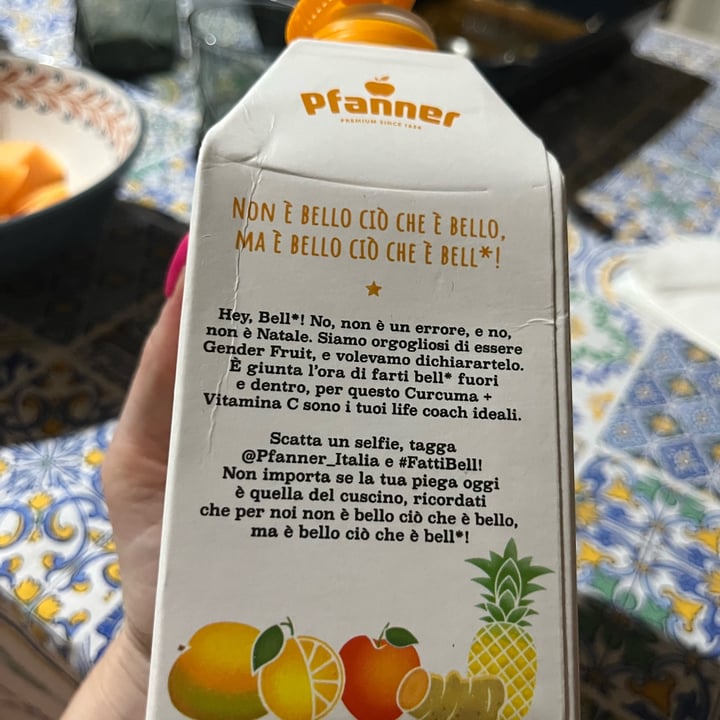 Pfanner
PREMIUM SINCE 1856
NON È BELLO CIÒ CHE È BELLO,
MA È BELLO CIÒ CHE È BELL*!
Hey, Bell*! No, non è un errore, e no,
non è Natale. Siamo orgogliosi di essere
Gender Fruit, e volevamo dichiarartelo.
È giunta l'ora di farti bell* fuori
e dentro, per questo Curcuma +
Vitamina C sono i tuoi life coach ideali.
Scatta un selfie, tagga
@Pfanner_Italia e #FattiBell!
Non importa se la tua piega oggi
è quella del cuscino, ricordati
che per noi non è bello ciò che è bello,
ma è bello ciò che è bell*!